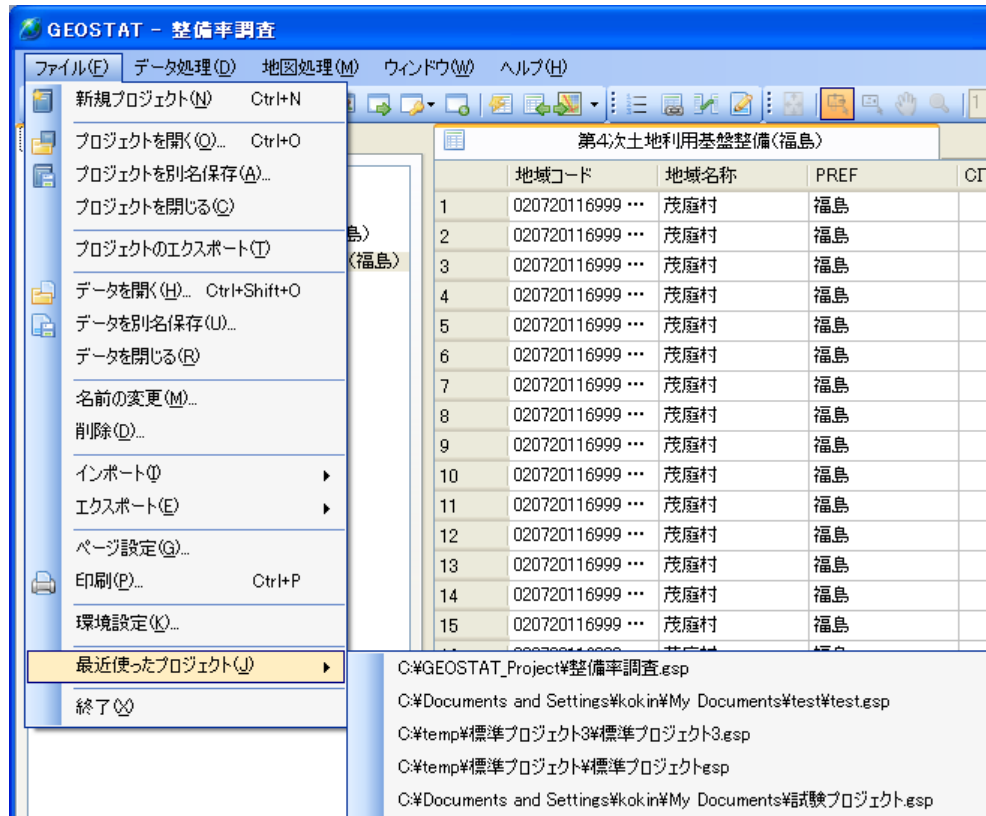 GEOSTAT - 整備率調査
ファイル(F) データ処理(D) 地図処理(M) ウィンドウ(W) ヘルプ(H)
新規プロジェクト(N) Ctrl+N
プロジェクトを開く(O)... Ctrl+O
プロジェクトを別名保存(A)...
プロジェクトを閉じる(C)
プロジェクトのエクスポート(T)
データを開く(H)... Ctrl+Shift+O
データを別名保存(U)...
データを閉じる(R)
名前の変更(M)...
削除(D)...
インポート(I)
エクスポート(E)
ページ設定(G)...
印刷(P)... Ctrl+P
環境設定(K)...
最近使ったプロジェクト(J)
終了(X)
島)
(福島)
1
第4次土地利用基盤整備(福島)
地域コード 地域名称 PREF
1 020720116999 ... 茂庭村 福島
2 020720116999 ... 茂庭村 福島
3 020720116999 ... 茂庭村 福島
4 020720116999 ... 茂庭村 福島
5 020720116999 ... 茂庭村 福島
6 020720116999 ... 茂庭村 福島
7 020720116999 ... 茂庭村 福島
8 020720116999 ... 茂庭村 福島
9 020720116999 ... 茂庭村 福島
10 020720116999 ... 茂庭村 福島
11 020720116999 ... 茂庭村 福島
12 020720116999 ... 茂庭村 福島
13 020720116999 ... 茂庭村 福島
14 020720116999 ... 茂庭村 福島
15 020720116999 ... 茂庭村 福島
C:¥GEOSTAT_Project¥整備率調査.gsp
C:¥Documents and Settings¥kokin¥My Documents¥test¥test.gsp
C:¥temp¥標準プロジェクト3¥標準プロジェクト3.gsp
C:¥temp¥標準プロジェクト¥標準プロジェクト.gsp
C:¥Documents and Settings¥kokin¥My Documents¥試験プロジェクト.gsp